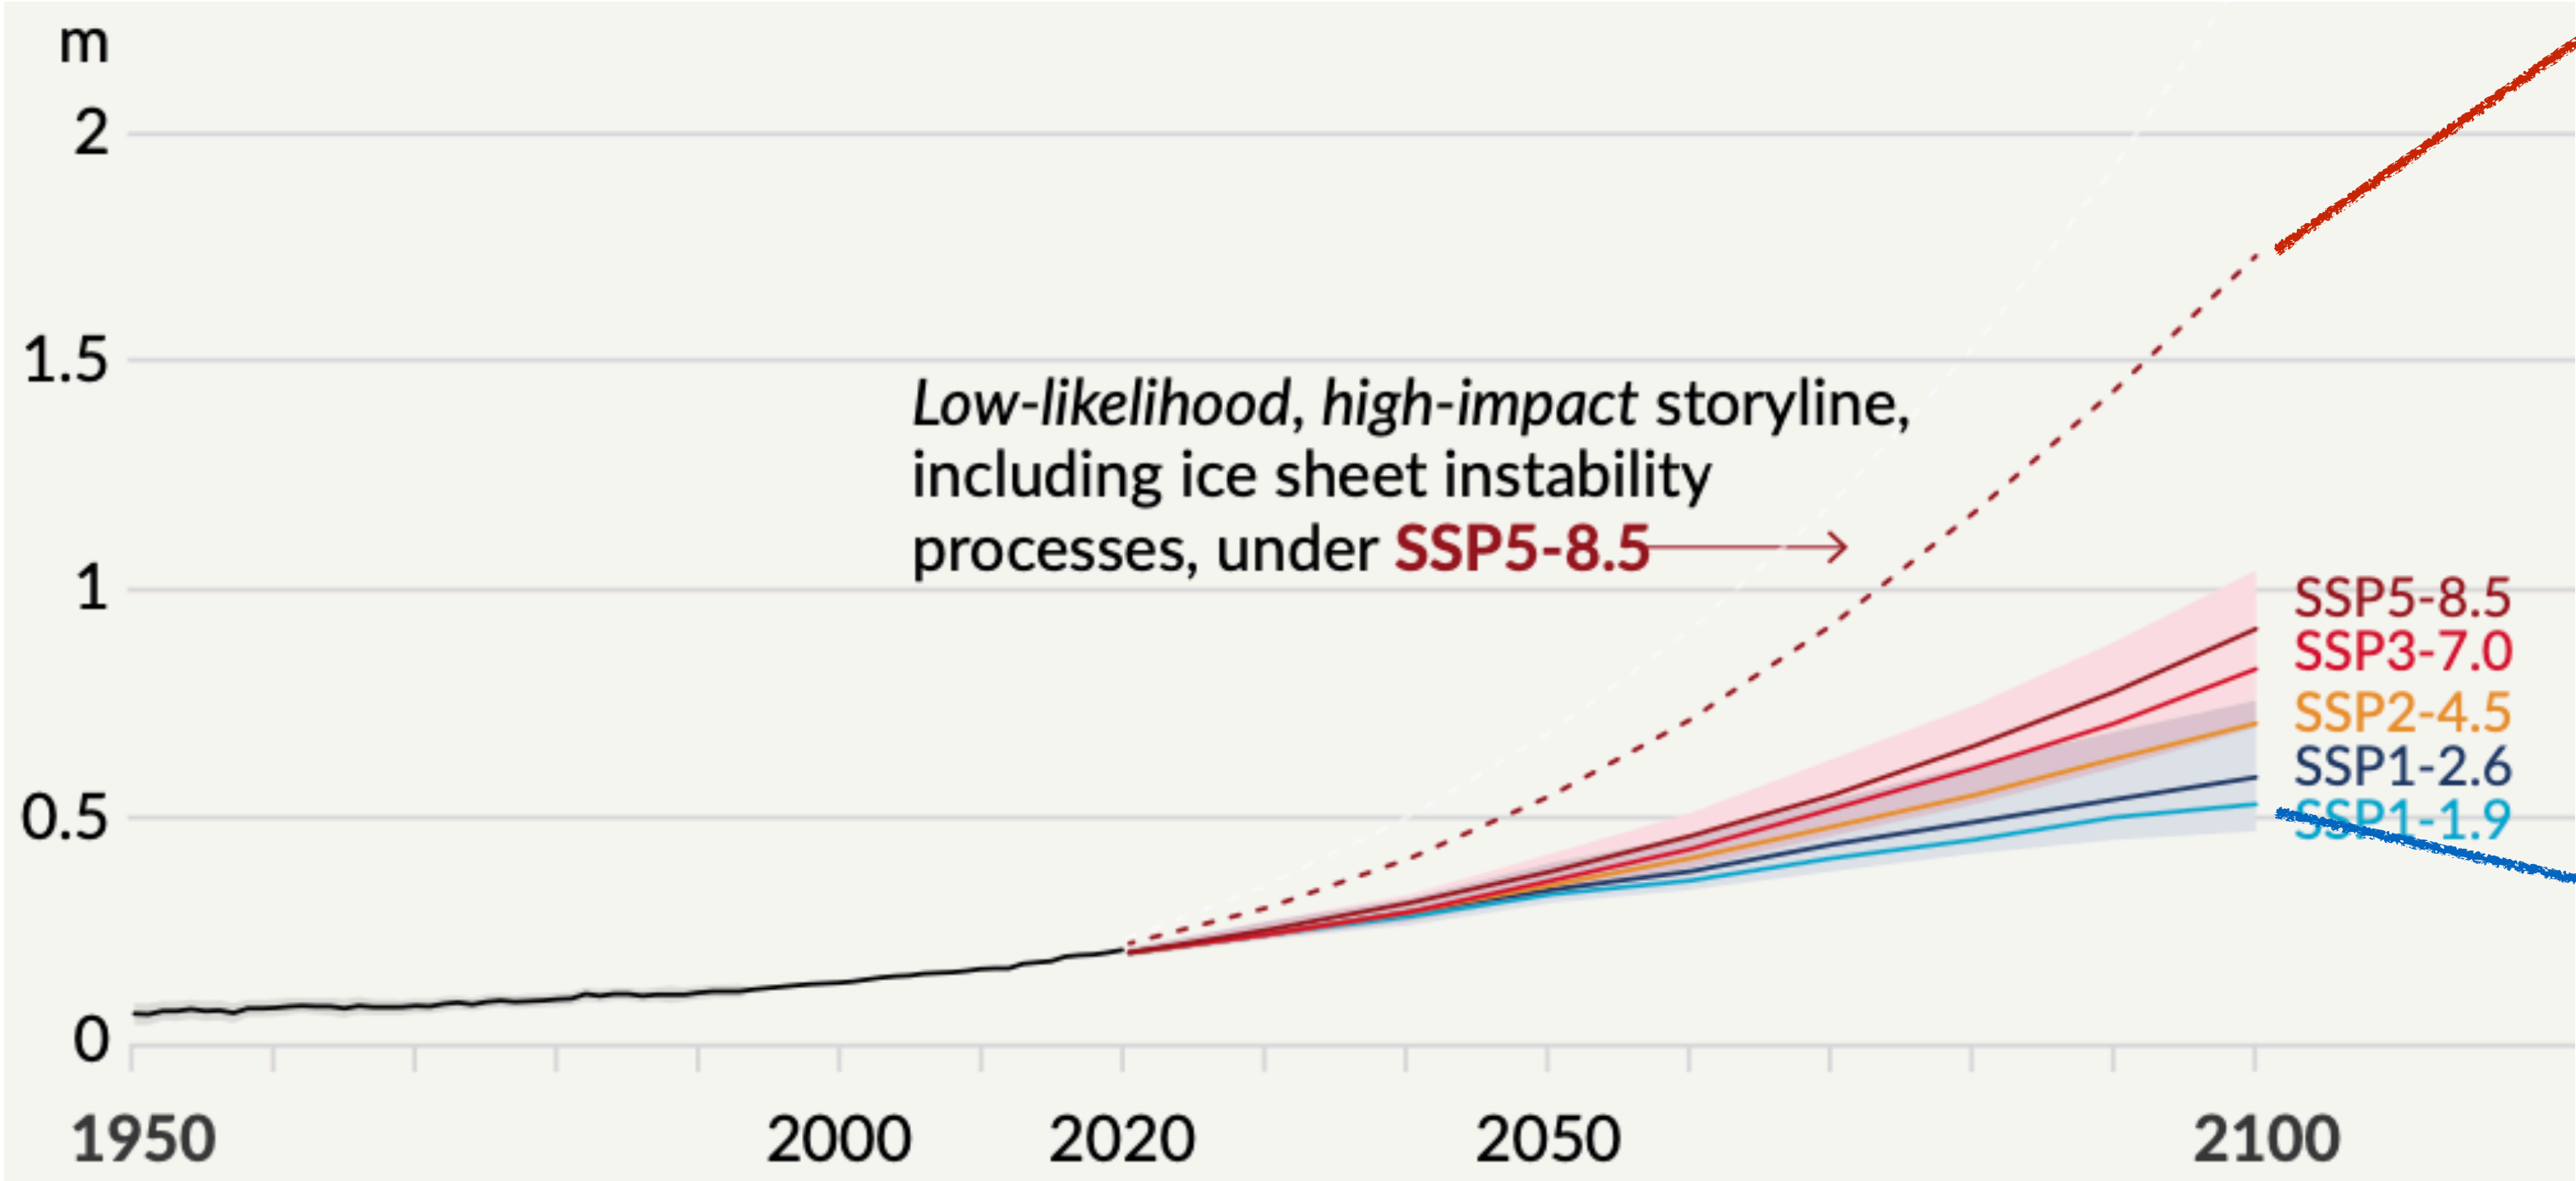 m
2
1.5
Low-likelihood, high-impact storyline,
including ice sheet instability
processes, under SSP5-8.5
1
SSP5-8.5
SSP3-7.0
SSP2-4.5
SSP1-2.6
0.5
SSP1-1.9
0
1950 2000 2020 2050 2100